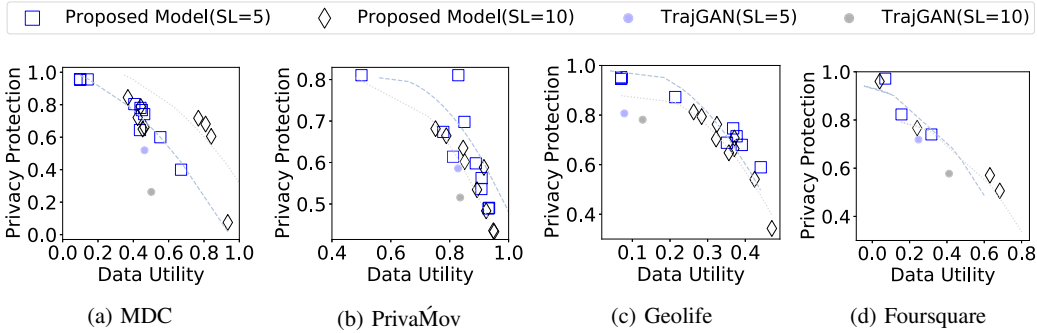 Proposed Model(SL=5) Proposed Model(SL=10) TrajGAN(SL=5) TrajGAN(SL=10)
Privacy Protection
1.0
0.8
0.6
0.4
0.2
0.0
0.0 0.2 0.4 0.6 0.8 1.0
Data Utility
(a) MDC
Privacy Protection
0.8
0.7
0.6
0.5
0.4 0.6 0.8 1.0
Data Utility
(b) PrivaḾov
Privacy Protection
1.0
0.8
0.6
0.4
0.0 0.1 0.2 0.3 0.4 0.5
Data Utility
(c) Geolife
Privacy Protection
1.0
0.8
0.6
0.4
0.0 0.2 0.4 0.6 0.8
Data Utility
(d) Foursquare